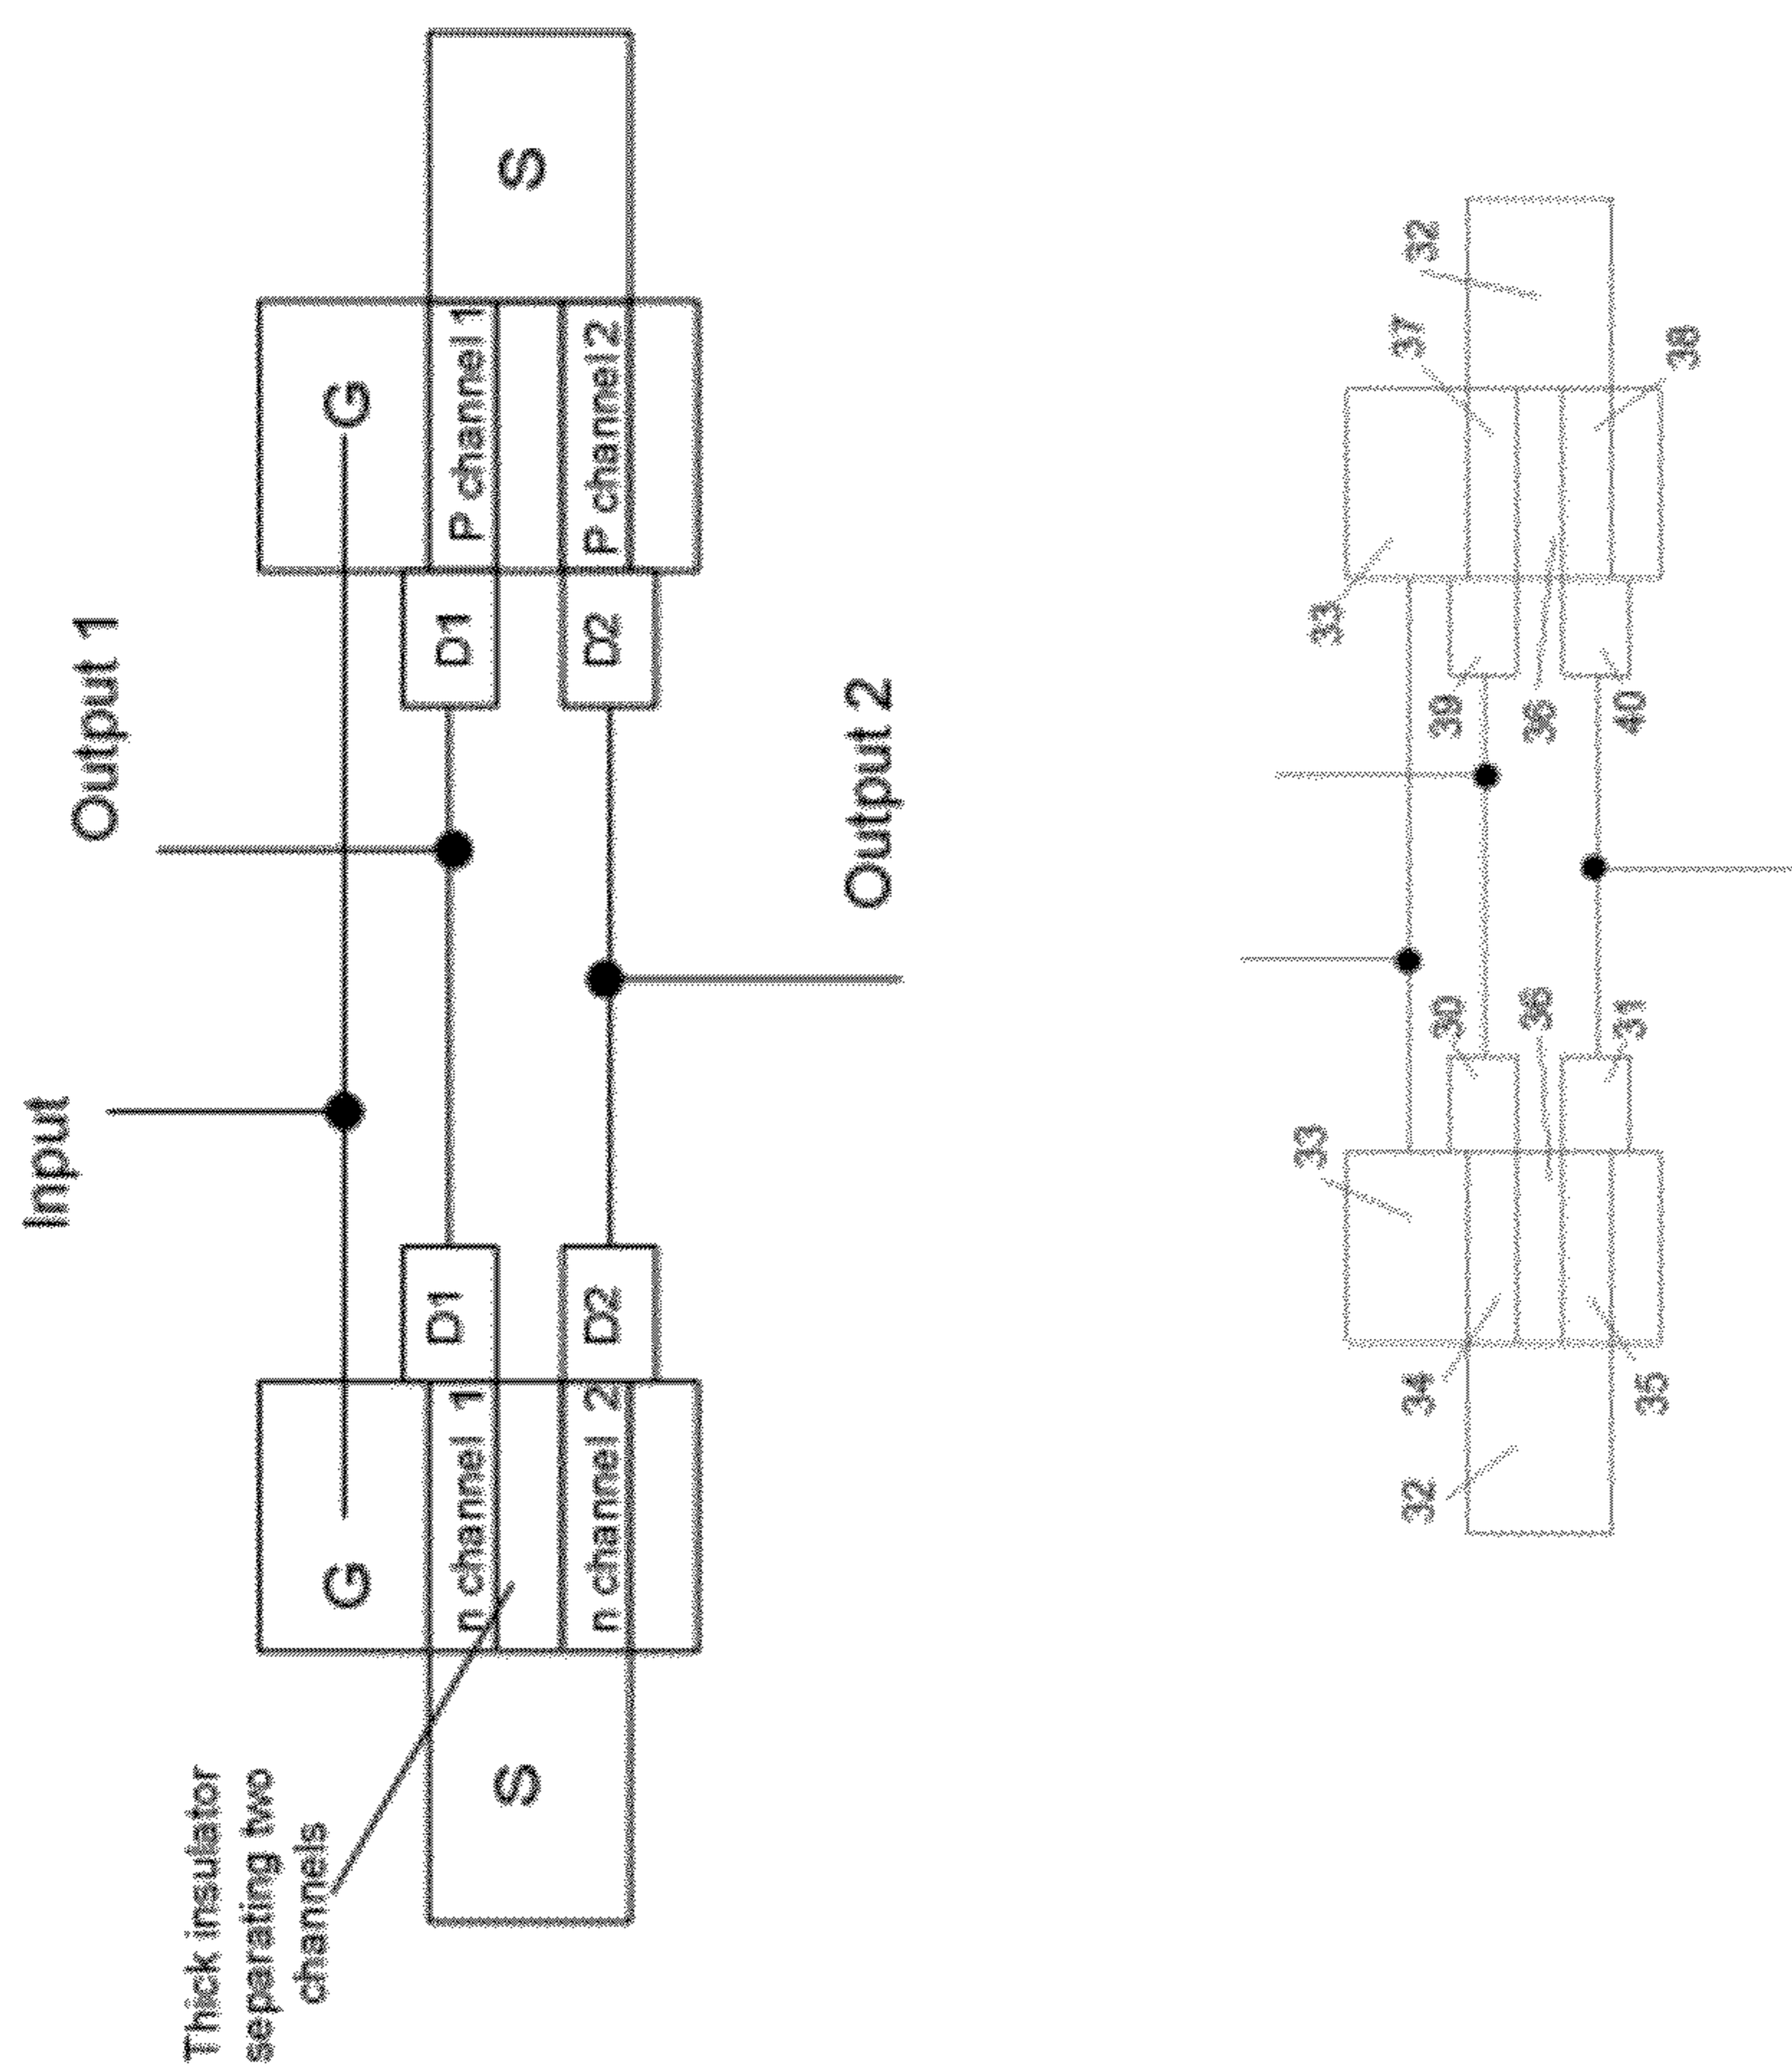 Input
Output 1
G
G
D1
D1
n channel 1
P channel 1
S
S
n channel 2
P channel 2
D2
D2
Thick insulator
separating two
channels
Output 2
33
33
32
34
30
39
37
32
36
36
35
31
40
38